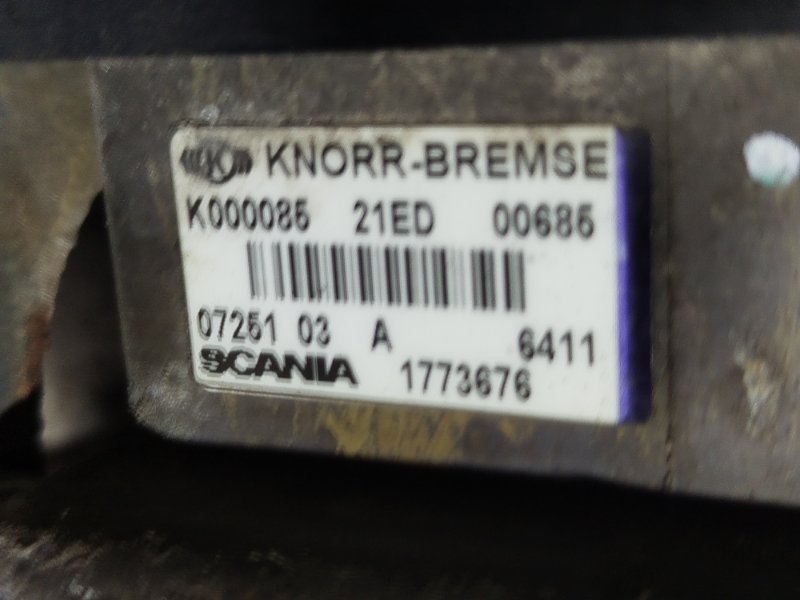 KNORR-BREMSE
K000085 21ED 00685
07251 03 A 6411
SCANIA 1773676